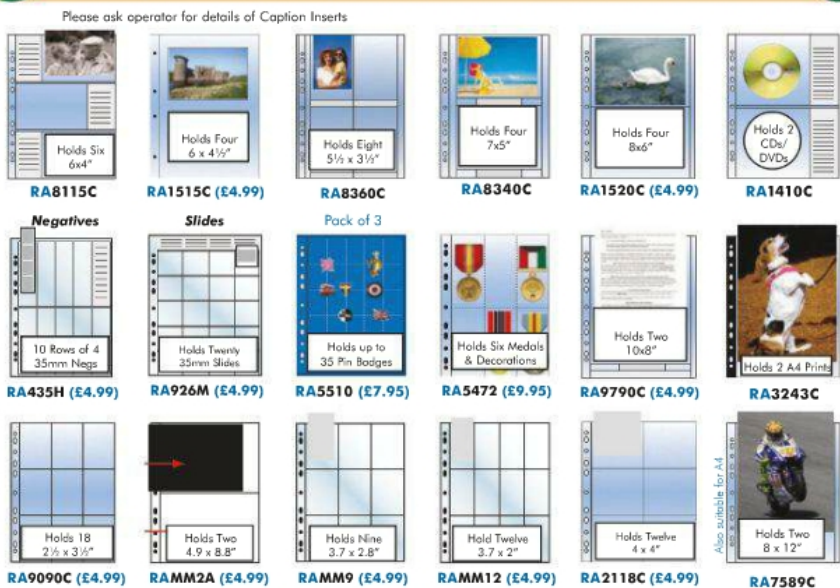 Please ask operator for details of Caption Inserts
Holds Six
6x4"
RA8115C
Holds Four
6 x 4½"
RA1515C (£4.99)
Holds Eight
5½ x 3½"
RA8360C
Holds Four
7x5"
RA8340C
Holds Four
8x6"
RA1520C (£4.99)
Holds 2
CDs/
DVDs
RA1410C
Negatives
10 Rows of 4
35mm Negs
RA435H (£4.99)
Slides
Holds Twenty
35mm Slides
RA926M (£4.99)
Pack of 3
Holds up to
35 Pin Badges
RA5510 (£7.95)
Holds Six Medals
& Decorations
RA5472 (£9.95)
Holds Two
10x8"
RA9790C (£4.99)
Holds 2 A4 Prints
RA3243C
Holds 18
2½ x 3½"
RA9090C (£4.99)
Holds Two
4.9 x 8.8"
RAMM2A (£4.99)
Holds Nine
3.7 x 2.8"
RAMM9 (£4.99)
Hold Twelve
3.7 x 2"
RAMM12 (£4.99)
Holds Twelve
4 x 4"
RA2118C (£4.99)
Also suitable for A4
Holds Two
8 x 12"
RA7589C